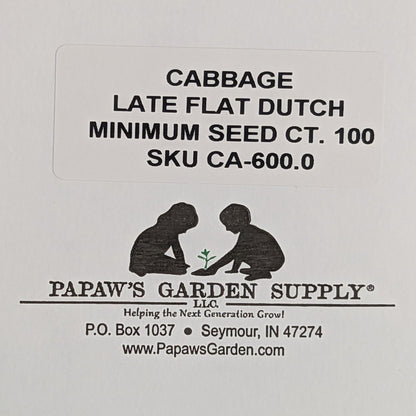 CABBAGE
LATE FLAT DUTCH
MINIMUM SEED CT. 100
SKU CA-600.0
PAPAW'S GARDEN SUPPLY®
LLC.
Helping the Next Generation Grow!
P.O. Box 1037 • Seymour, IN 47274
www.PapawsGarden.com